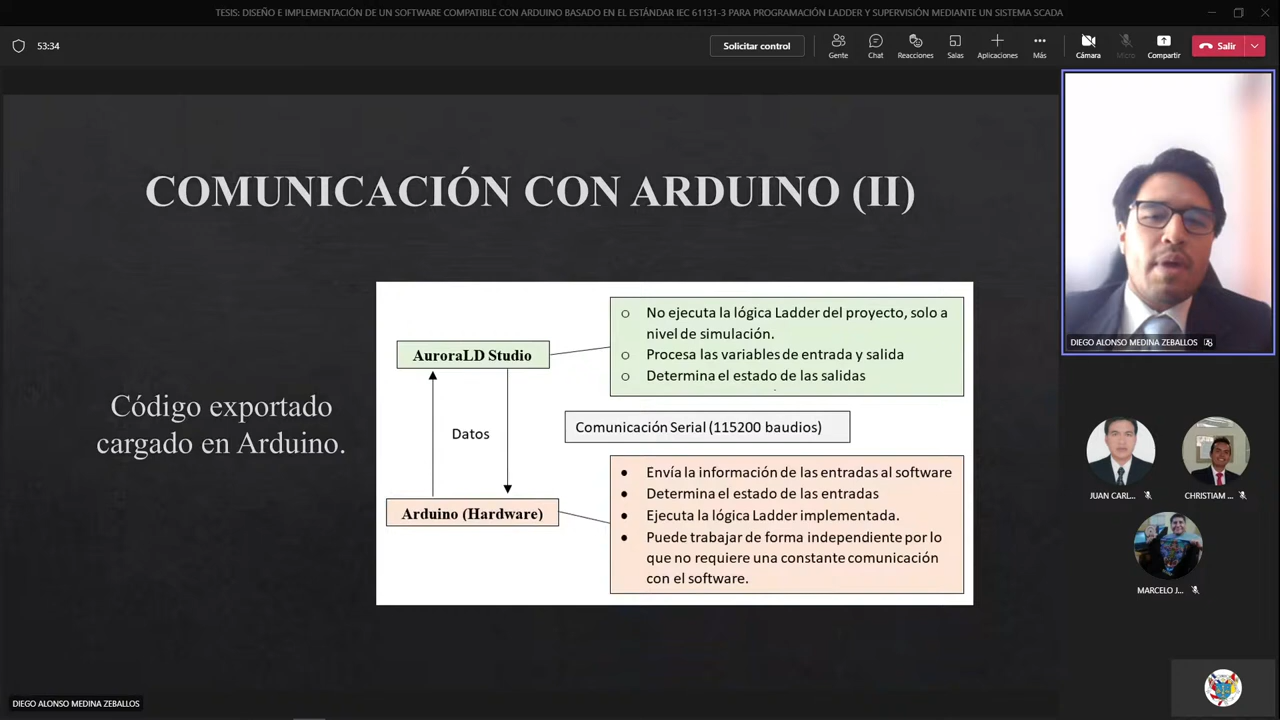 TESIS: DISEÑO E IMPLEMENTACIÓN DE UN SOFTWARE COMPATIBLE CON ARDUINO BASADO EN EL ESTÁNDAR IEC 61131-3 PARA PROGRAMACIÓN LADDER Y SUPERVISIÓN MEDIANTE UN SISTEMA SCADA
53:34
Solicitar control
Gente
Chat
Reacciones
Salas
Aplicaciones
Más
Cámara
Micro
Compartir
Salir
COMUNICACIÓN CON ARDUINO (II)
Código exportado
cargado en Arduino.
AuroraLD Studio
Datos
Arduino (Hardware)
No ejecuta la lógica Ladder del proyecto, solo a
nivel de simulación.
Procesa las variables de entrada y salida
Determina el estado de las salidas
Comunicación Serial (115200 baudios)
Envía la información de las entradas al software
Determina el estado de las entradas
Ejecuta la lógica Ladder implementada.
Puede trabajar de forma independiente por lo
que no requiere una constante comunicación
con el software.
DIEGO ALONSO MEDINA ZEBALLOS
JUAN CARL...
CHRISTIAM ...
MARCELO J...
DIEGO ALONSO MEDINA ZEBALLOS